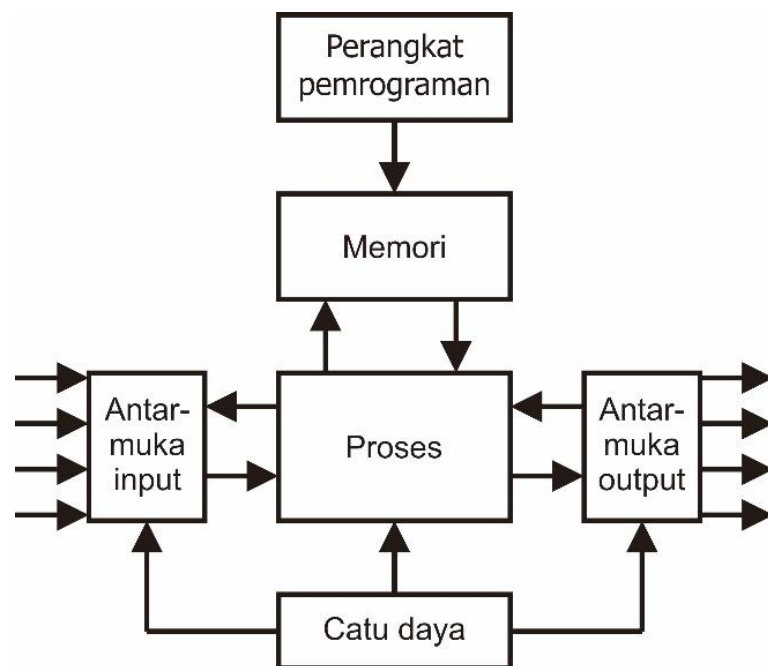 Perangkat
pemrograman
Memori
Antar-
muka
input
Proses
Antar-
muka
output
Catu daya